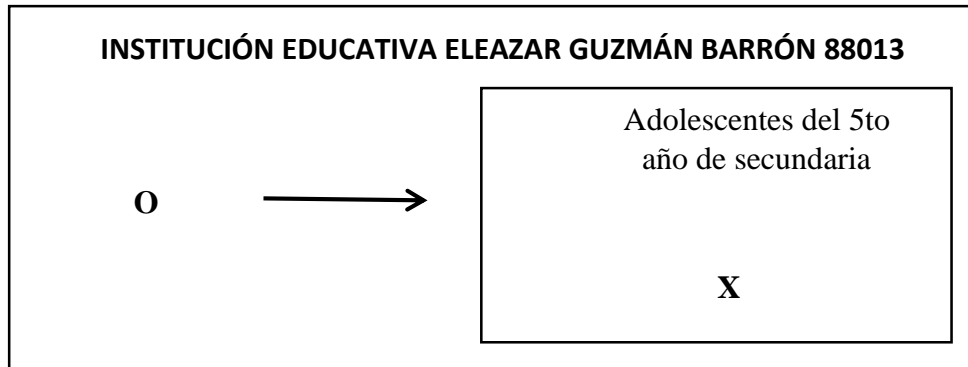 INSTITUCIÓN EDUCATIVA ELEAZAR GUZMÁN BARRÓN 88013
Adolescentes del 5to
año de secundaria
O
X